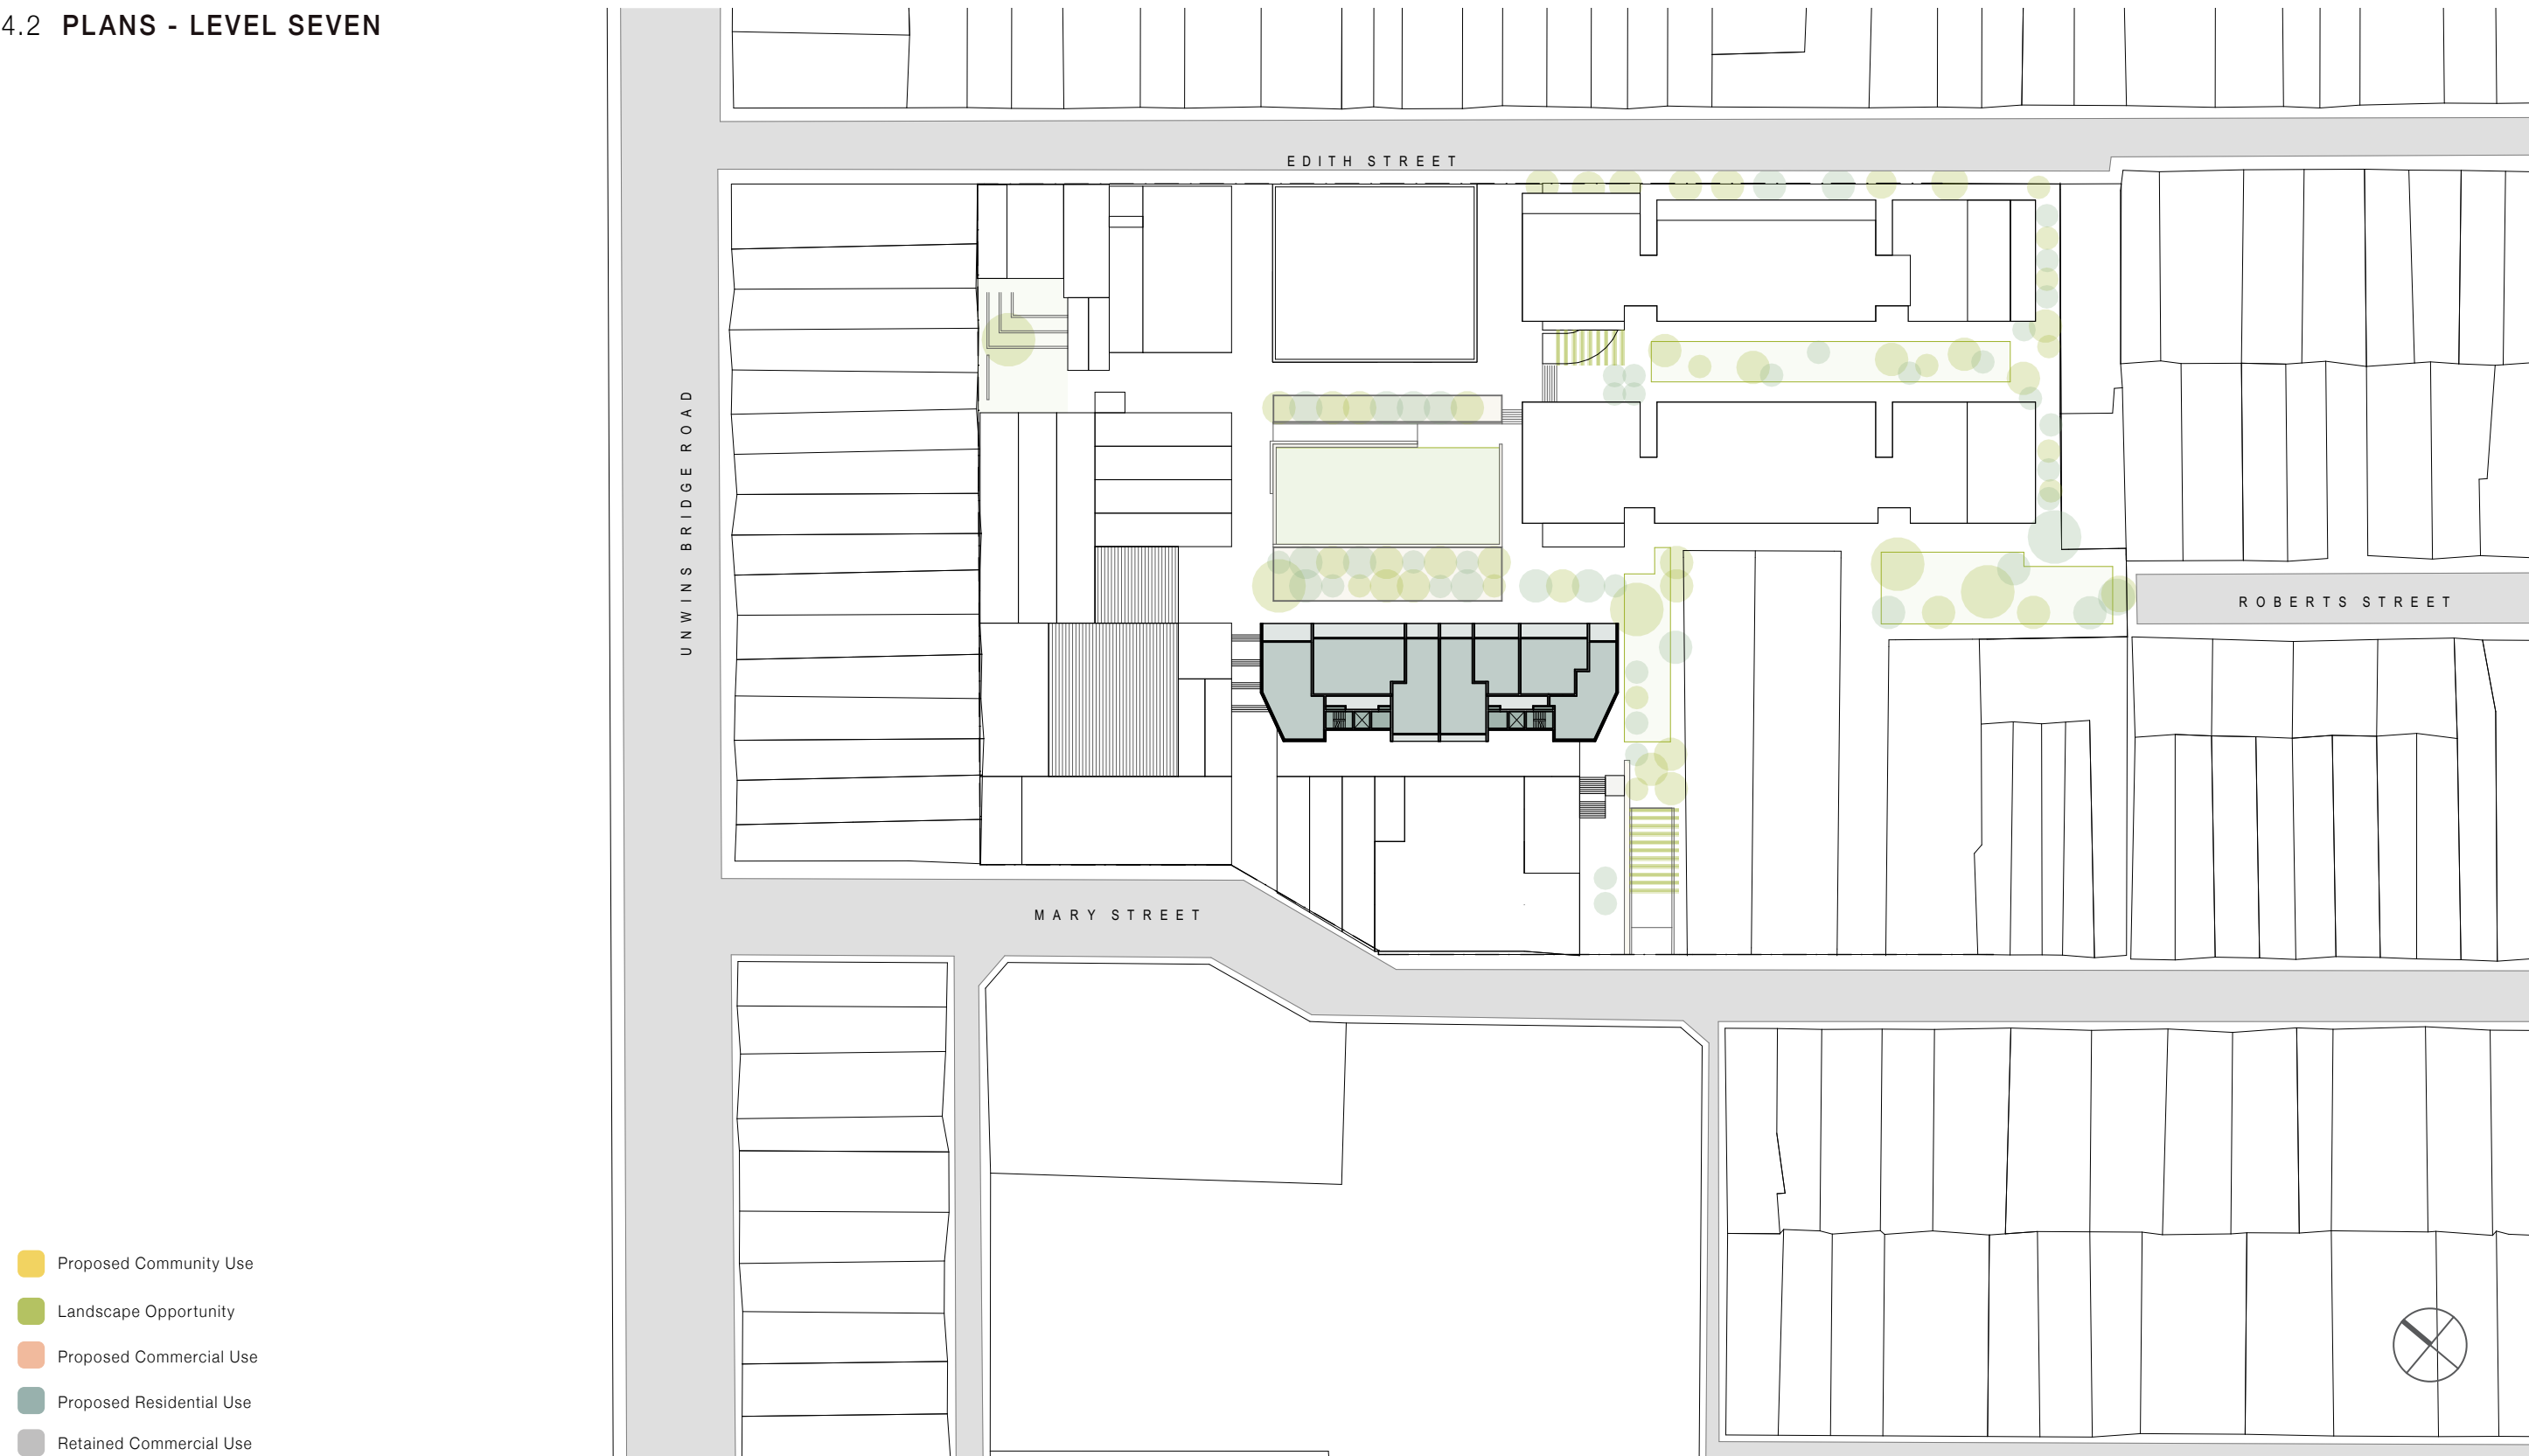 4.2 PLANS - LEVEL SEVEN
EDITH STREET
UNWINS BRIDGE ROAD
ROBERTS STREET
MARY STREET
Proposed Community Use
Landscape Opportunity
Proposed Commercial Use
Proposed Residential Use
Retained Commercial Use